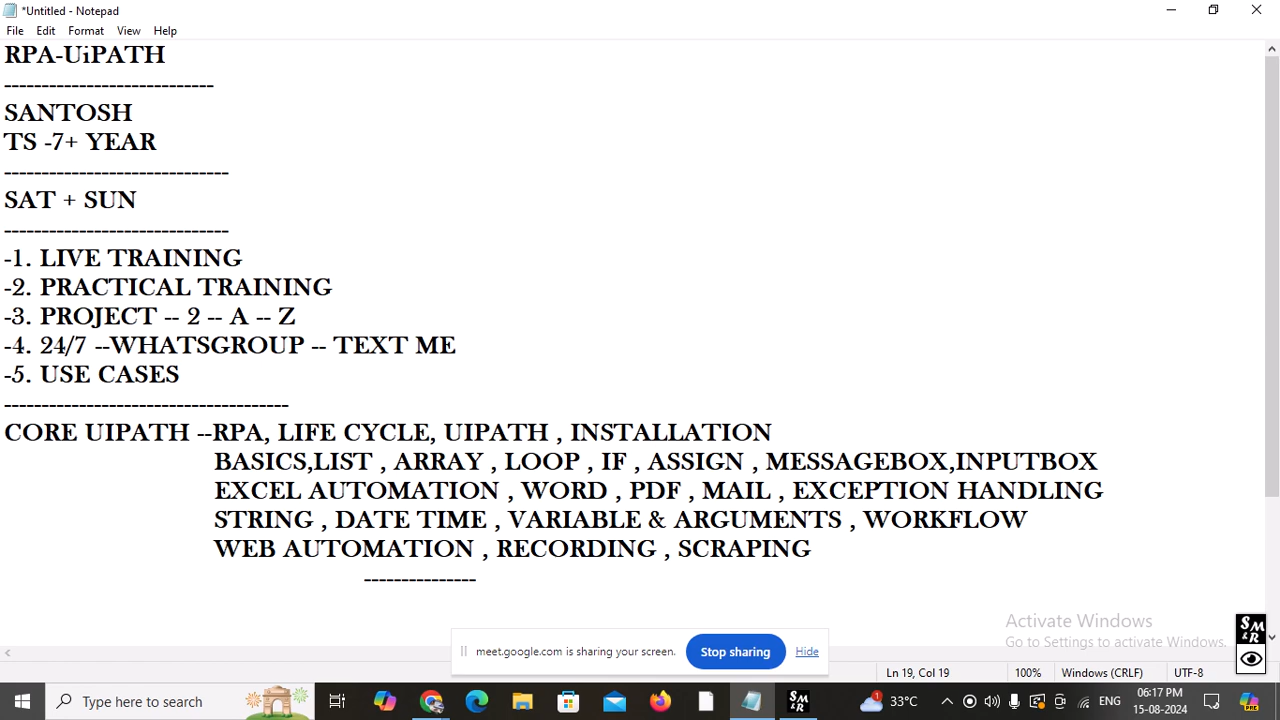 *Untitled - Notepad
File Edit Format View Help
RPA-UiPATH
----------------------------
SANTOSH
TS -7+ YEAR
------------------------------
SAT + SUN
------------------------------
-1. LIVE TRAINING
-2. PRACTICAL TRAINING
-3. PROJECT -- 2 -- A -- Z
-4. 24/7 --WHATSGROUP -- TEXT ME
-5. USE CASES
--------------------------------------
CORE UIPATH --RPA, LIFE CYCLE, UIPATH , INSTALLATION
BASICS,LIST , ARRAY , LOOP , IF , ASSIGN , MESSAGEBOX,INPUTBOX
EXCEL AUTOMATION , WORD , PDF , MAIL , EXCEPTION HANDLING
STRING , DATE TIME , VARIABLE & ARGUMENTS , WORKFLOW
WEB AUTOMATION , RECORDING , SCRAPING
---------------
Activate Windows
Go to Settings to activate Windows.
SM
&R
meet.google.com is sharing your screen. Stop sharing Hide
Ln 19, Col 19 100% Windows (CRLF) UTF-8
Type here to search
SM
&R
1 33°C ENG 06:17 PM
15-08-2024
PRE